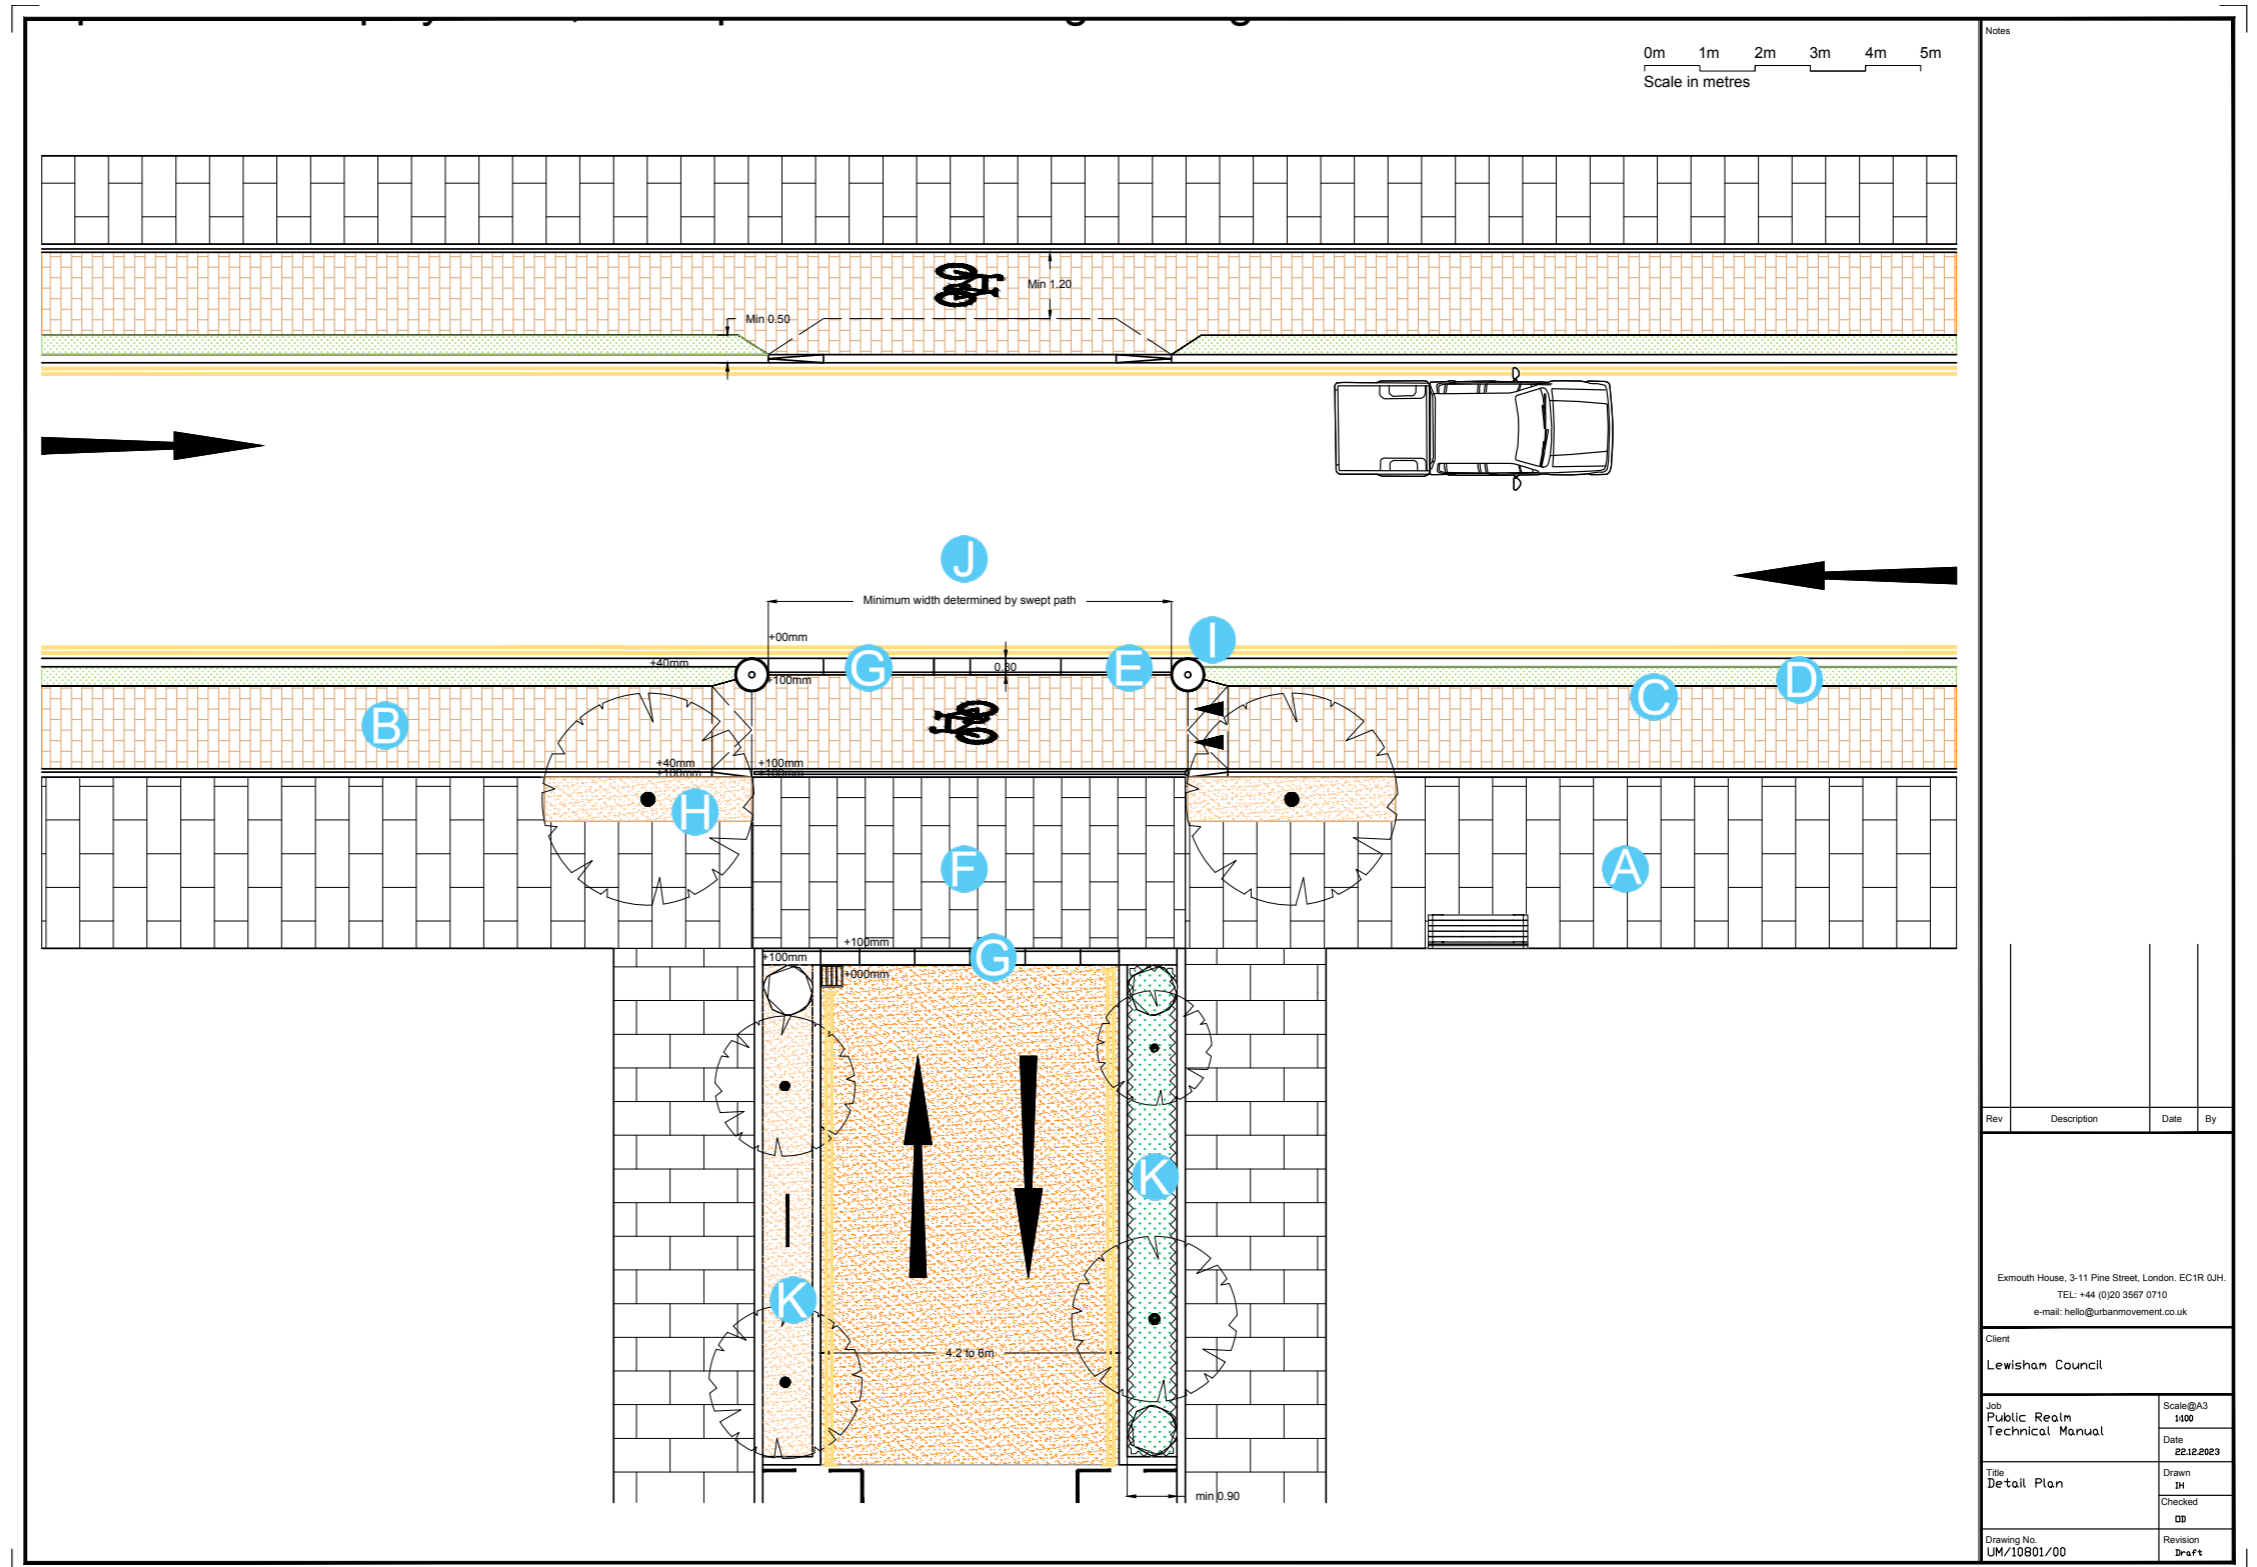 Notes
0m 1m 2m 3m 4m 5m
Scale in metres
Min 1.20
Min 0.50
J
Minimum width determined by swept path
I
+00mm
+40mm
G
0.30
E
+100mm
D
C
B
+40mm
+100mm
+100mm
+100mm
H
F
A
+100mm
G
+100mm
+000mm
K
K
4.2 to 6m
min 0.90
Rev Description Date By
Exmouth House, 3-11 Pine Street, London. EC1R 0JH.
TEL: +44 (0)20 3567 0710
e-mail: hello@urbanmovement.co.uk
Client
Lewisham Council
Job
Public Realm
Technical Manual
Scale@A3
1:100
Date
22.12.2023
Title
Detail Plan
Drawn
IH
Checked
OD
Drawing No.
UM/10801/00
Revision
Draft